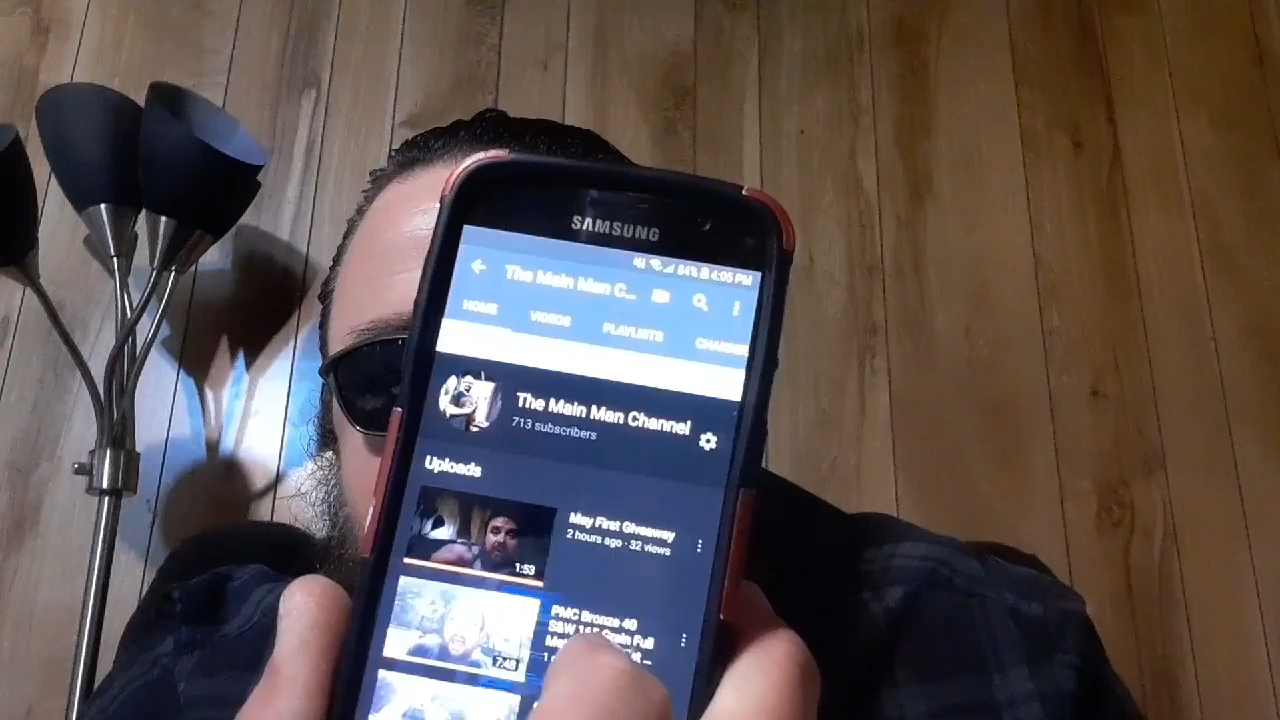 SAMSUNG
84% 4:05 PM
The Main Man C...
HOME VIDEOS PLAYLISTS
The Main Man Channel
713 subscribers
Uploads
May First Giveaway
2 hours ago · 32 views
1:53
PMC Bronze 40
S&W 165 Grain Full
7:48